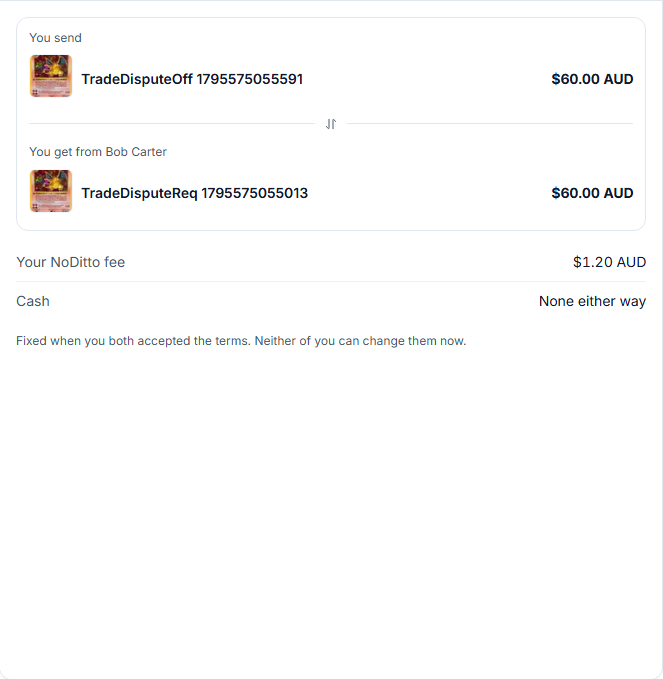 You send
TradeDisputeOff 1795575055591 $60.00 AUD
You get from Bob Carter
TradeDisputeReq 1795575055013 $60.00 AUD
Your NoDitto fee $1.20 AUD
Cash None either way
Fixed when you both accepted the terms. Neither of you can change them now.